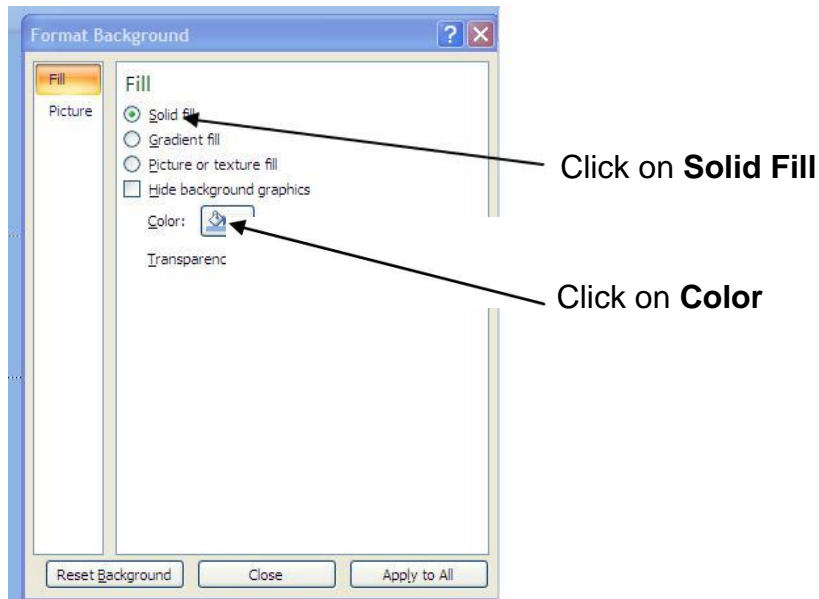 Format Background
Fill
Picture
Fill
Solid fill
Gradient fill
Picture or texture fill
Hide background graphics
Color:
Transparenc
Click on Solid Fill
Click on Color
Reset Background
Close
Apply to All